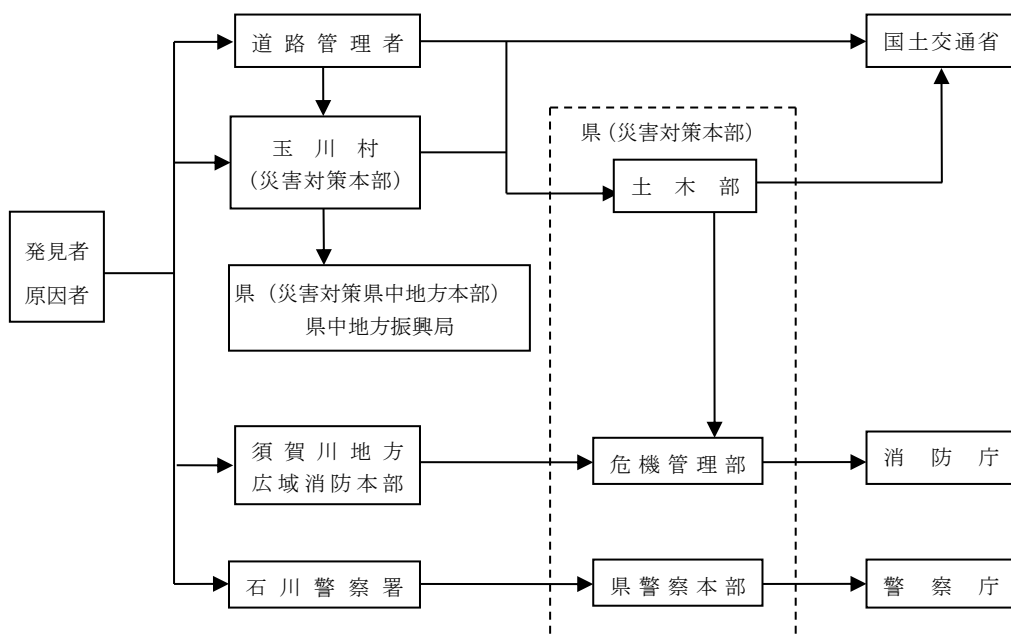 道路管理者
国土交通省
県（災害対策本部）
玉川村
（災害対策本部）
土木部
発見者
原因者
県（災害対策県中地方本部）
県中地方振興局
須賀川地方
広域消防本部
危機管理部
消防庁
石川警察署
県警察本部
警察庁